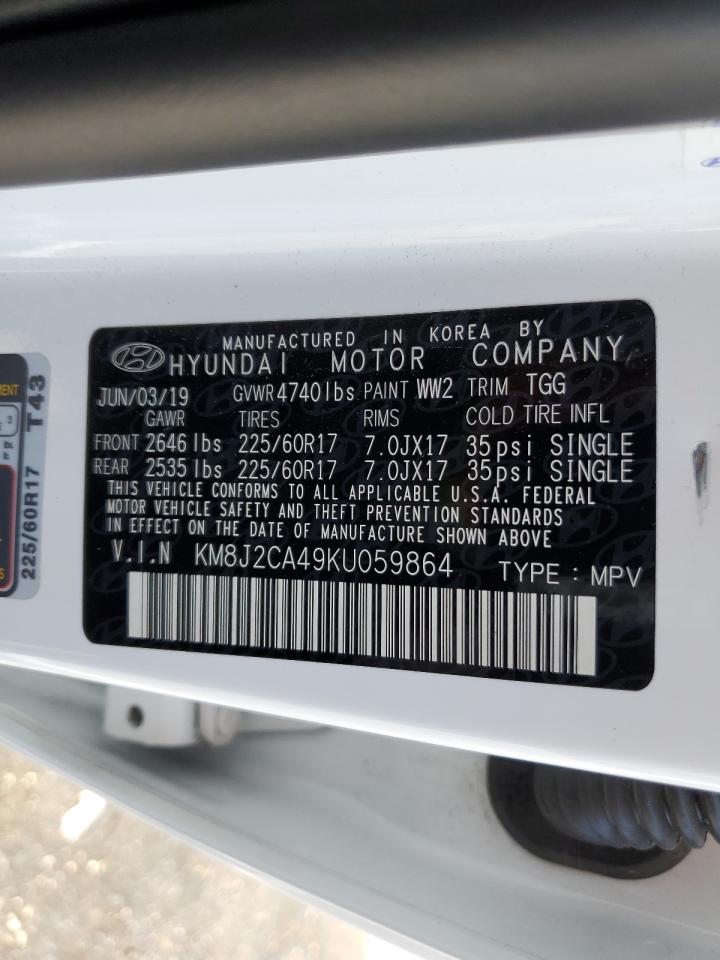 MANUFACTURED IN KOREA BY
HYUNDAI MOTOR COMPANY
JUN/03/19 GVWR 4740 lbs PAINT WW2 TRIM TGG
GAWR TIRES RIMS COLD TIRE INFL
FRONT 2646 lbs 225/60R17 7.0JX17 35psi SINGLE
REAR 2535 lbs 225/60R17 7.0JX17 35psi SINGLE
THIS VEHICLE CONFORMS TO ALL APPLICABLE U.S.A. FEDERAL
MOTOR VEHICLE SAFETY AND THEFT PREVENTION STANDARDS
IN EFFECT ON THE DATE OF MANUFACTURE SHOWN ABOVE
V.I.N KM8J2CA49KU059864 TYPE : MPV
225/60R17 T43